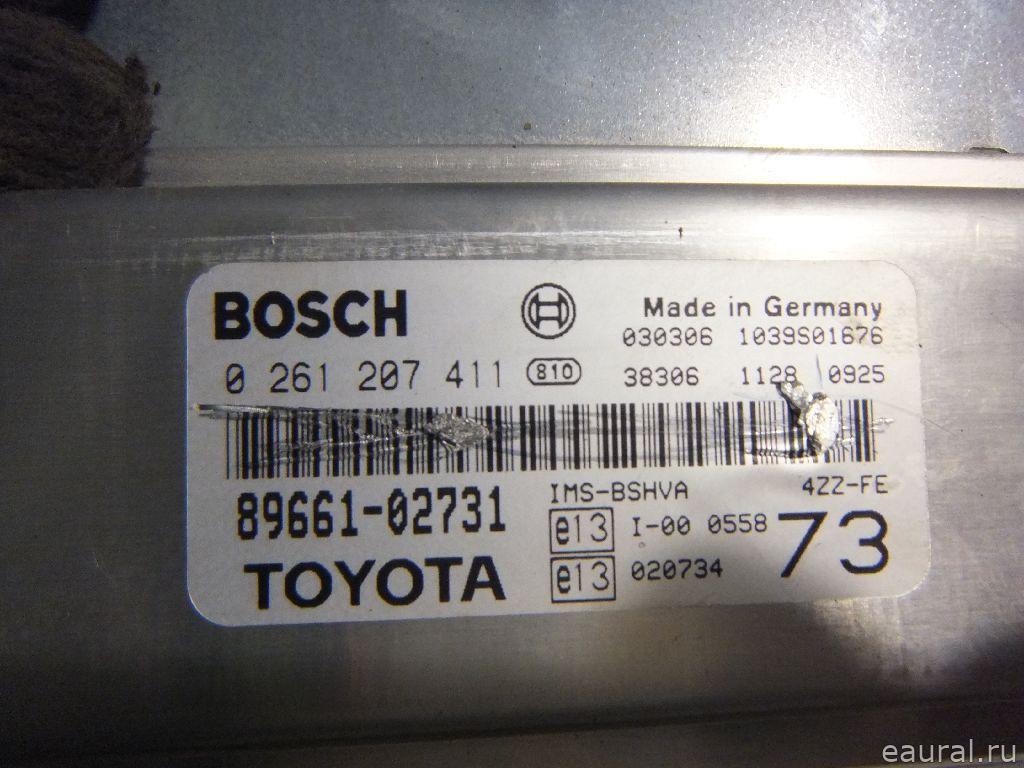 BOSCH
Made in Germany
030306 1039S01676
0 261 207 411 810 38306 1128 0925
89661-02731
IMS-BSHVA 4ZZ-FE
e13 I-00 0558 73
e13 020734
TOYOTA
eaural.ru